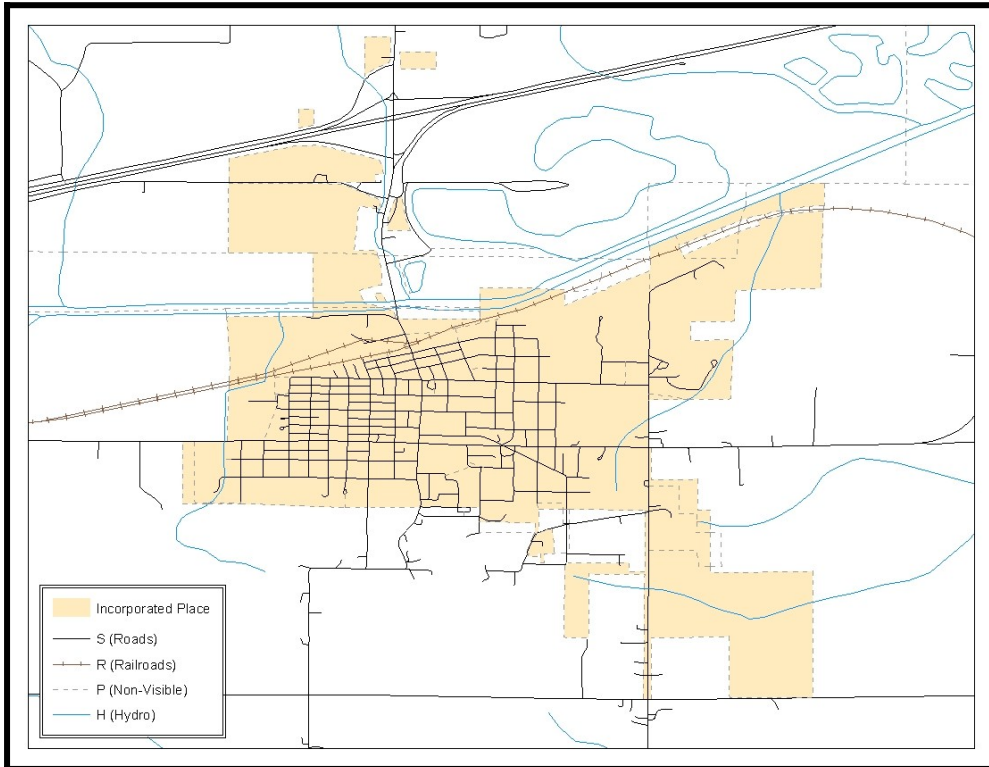 Incorporated Place
S (Roads)
R (Railroads)
P (Non-Visible)
H (Hydro)